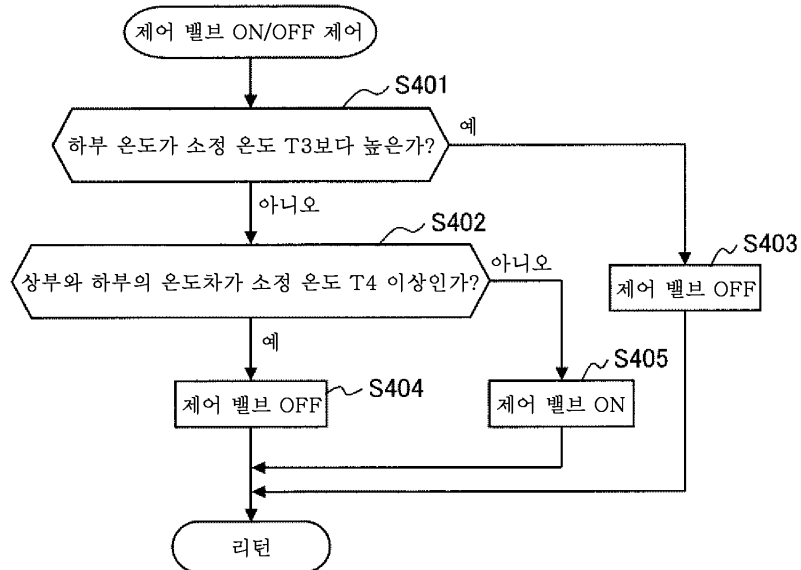 제어 밸브 ON/OFF 제어
S401
하부 온도가 소정 온도 T3보다 높은가?
예
아니오
S402
상부와 하부의 온도차가 소정 온도 T4 이상인가?
아니오
S403
제어 밸브 OFF
예
S404
제어 밸브 OFF
S405
제어 밸브 ON
리턴